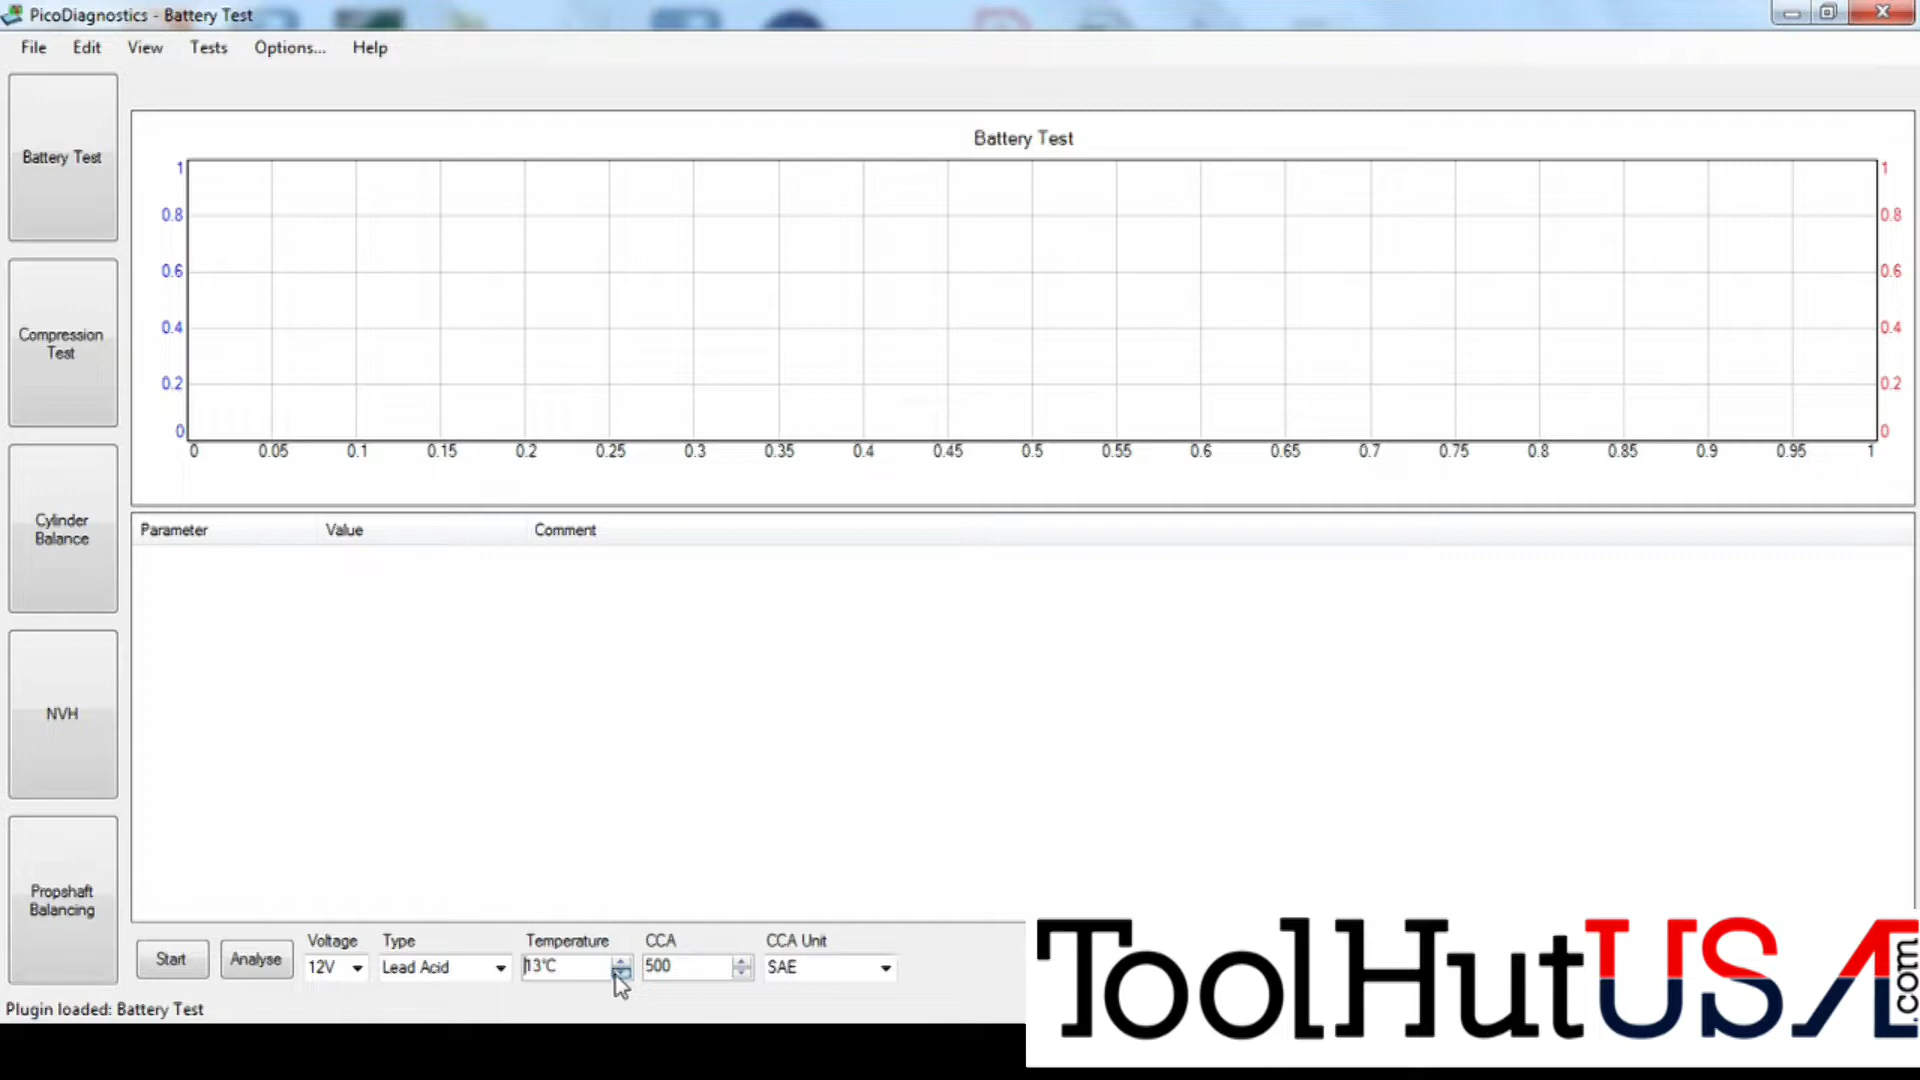 PicoDiagnostics - Battery Test
File Edit View Tests Options... Help
Battery Test
Compression
Test
Cylinder
Balance
NVH
Propshaft
Balancing
Battery Test
1 1
0.8 0.8
0.6 0.6
0.4 0.4
0.2 0.2
0 0
0 0.05 0.1 0.15 0.2 0.25 0.3 0.35 0.4 0.45 0.5 0.55 0.6 0.65 0.7 0.75 0.8 0.85 0.9 0.95 1
Parameter Value Comment
Voltage Type Temperature CCA CCA Unit
Start Analyse 12V Lead Acid 13°C 500 SAE
Plugin loaded: Battery Test
ToolHutUSA.com